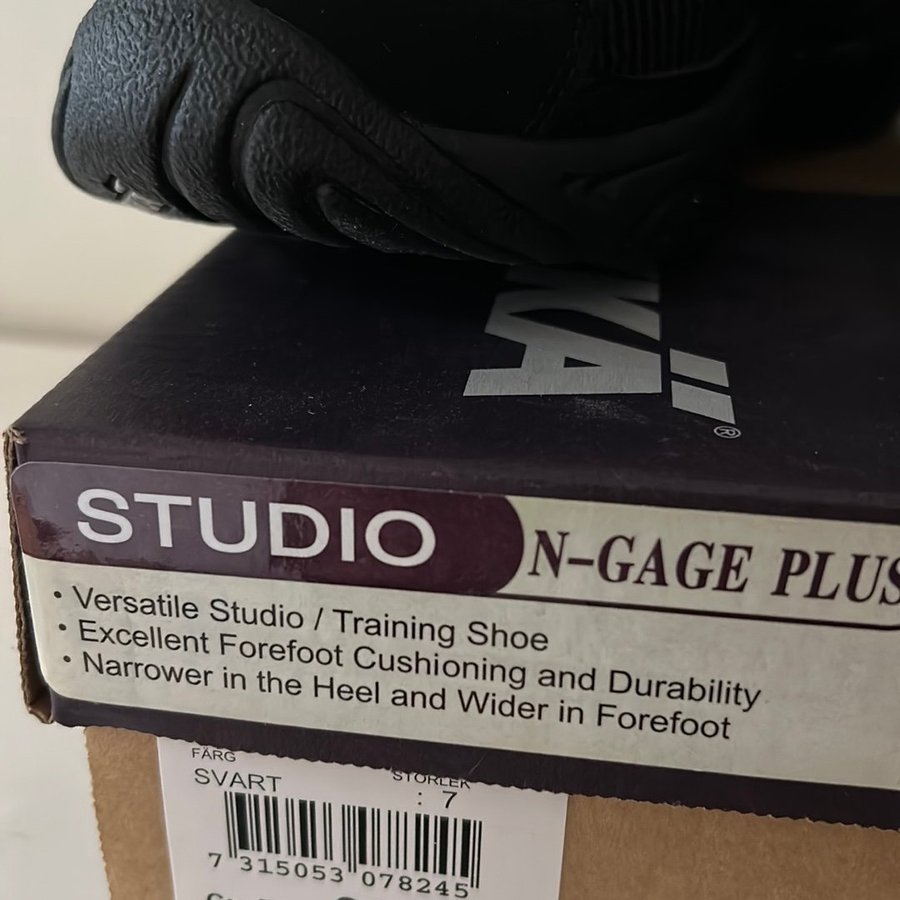 KÄ
®
STUDIO N-GAGE PLUS
• Versatile Studio / Training Shoe
• Excellent Forefoot Cushioning and Durability
• Narrower in the Heel and Wider in Forefoot
FÄRG STORLEK
SVART : 7
7 315053 078245